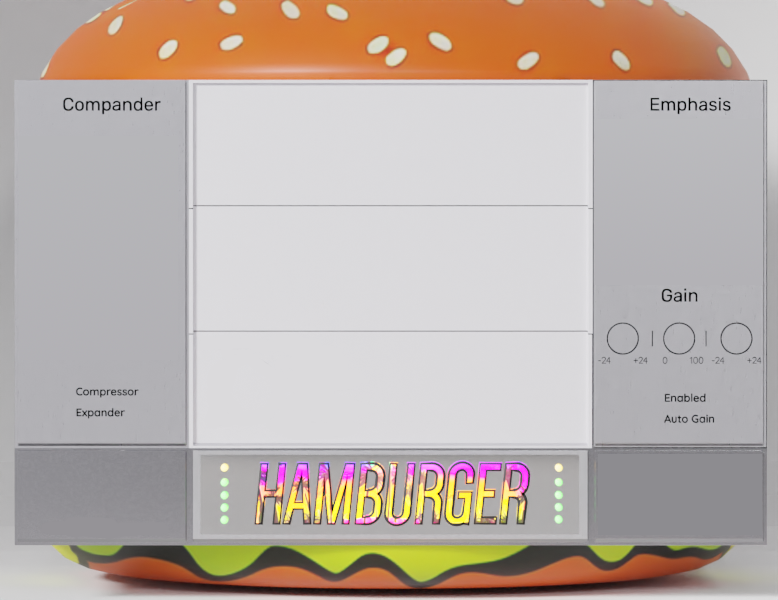 Compander
Emphasis
Gain
-24 +24 0 100 -24 +24
Compressor
Expander
Enabled
Auto Gain
HAMBURGER